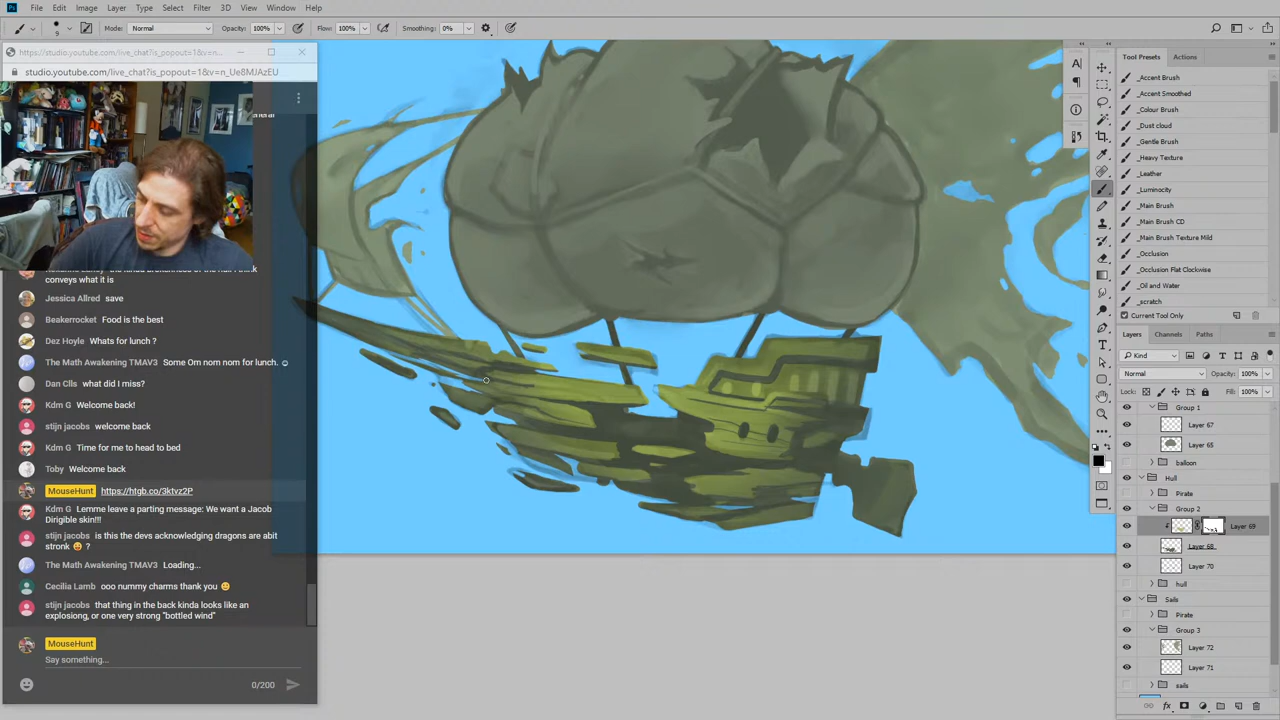 File Edit Image Layer Type Select Filter 3D View Window Help
9 Mode: Normal Opacity: 100% Flow: 100% Smoothing: 0%
https://studio.youtube.com/live_chat?is_popout=1&v=n_...
studio.youtube.com/live_chat?is_popout=1&v=n_Ue8MJAzEU
conveys what it is
Jessica Allred save
Beakerrocket Food is the best
Dez Hoyle Whats for lunch ?
The Math Awakening TMAV3 Some Om nom nom for lunch.
Dan Clls what did I miss?
Kdm G Welcome back!
stijn jacobs welcome back
Kdm G Time for me to head to bed
Toby Welcome back
MouseHunt https://htgb.co/3ktvz2P
Kdm G Lemme leave a parting message: We want a Jacob
Dirigible skin!!!
stijn jacobs is this the devs acknowledging dragons are abit
stronk ?
The Math Awakening TMAV3 Loading...
Cecilia Lamb ooo nummy charms thank you
stijn jacobs that thing in the back kinda looks like an
explosiong, or one very strong "bottled wind"
MouseHunt
Say something...
0/200
Tool Presets Actions
_Accent Brush
_Accent Smoothed
_Colour Brush
_Dust cloud
_Gentle Brush
_Heavy Texture
_Leather
_Luminocity
_Main Brush
_Main Brush CD
_Main Brush Texture Mild
_Occlusion
_Occlusion Flat Clockwise
_Oil and Water
_scratch
Current Tool Only
Layers Channels Paths
Kind
Normal Opacity: 100%
Lock: Fill: 100%
Group 1
Layer 67
Layer 65
balloon
Hull
Pirate
Group 2
Layer 69
Layer 68
Layer 70
hull
Sails
Pirate
Group 3
Layer 72
Layer 71
sails